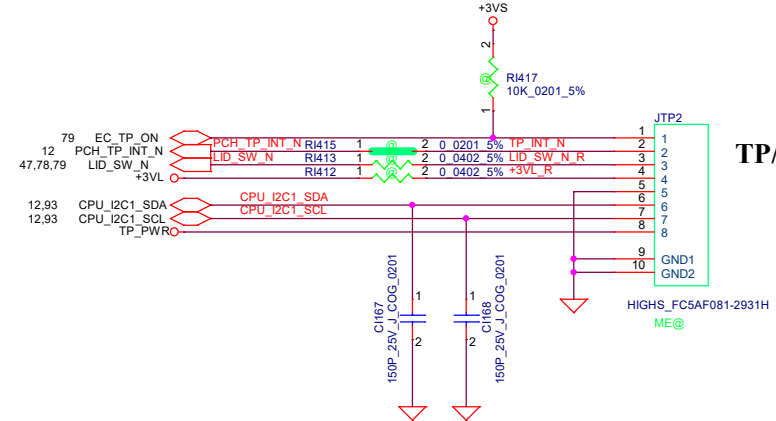 +3VS
2
@
RI417
10K_0201_5%
1
JTP2
79 EC_TP_ON
1 1
12 PCH_TP_INT_N PCH_TP_INT_N RI415 1 @ 2 0_0201_5% TP_INT_N 2 2
TP/
47,78,79 LID_SW_N LID_SW_N RI413 1 @ 2 0_0402_5% LID_SW_N_R 3 3
+3VL RI412 1 2 0_0402_5% +3VL_R 4 4
5 5
12,93 CPU_I2C1_SDA CPU_I2C1_SDA 6 6
12,93 CPU_I2C1_SCL CPU_I2C1_SCL 7 7
TP_PWR 8 8
9 GND1
10 GND2
HIGHS_FC5AF081-2931H
ME@
CI167
150P_25V_J_COG_0201
1
2
CI168
150P_25V_J_COG_0201
1
2